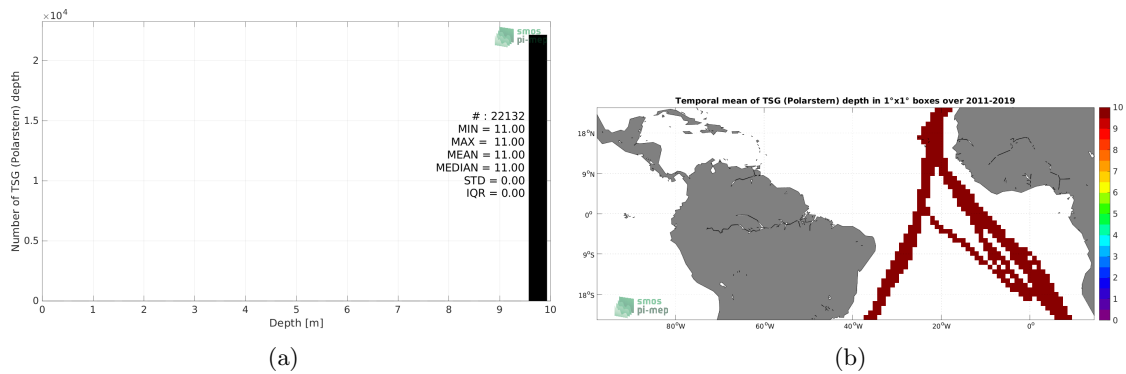 ×10⁴
2
1.5
1
0.5
0
Number of TSG (Polarstern) depth
smos
pi-mep
# : 22132
MIN = 11.00
MAX = 11.00
MEAN = 11.00
MEDIAN = 11.00
STD = 0.00
IQR = 0.00
0 1 2 3 4 5 6 7 8 9 10
Depth [m]
(a)
Temporal mean of TSG (Polarstern) depth in 1°x1° boxes over 2011-2019
18°N
9°N
0°
9°S
18°S
smos
pi-mep
80°W 60°W 40°W 20°W 0°
10
9
8
7
6
5
4
3
2
1
0
(b)